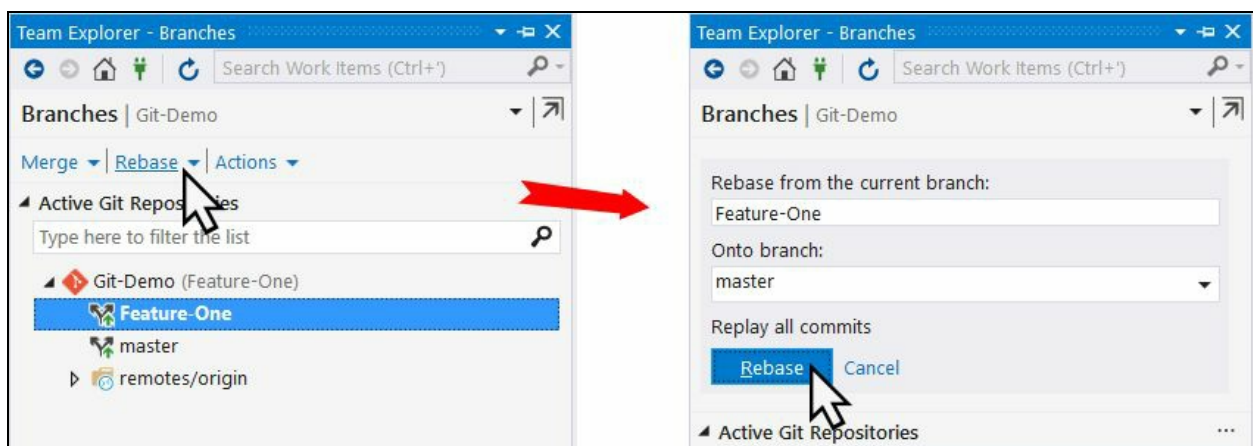 Team Explorer - Branches
Search Work Items (Ctrl+')
Branches | Git-Demo
Merge | Rebase | Actions
Active Git Repositories
Type here to filter the list
Git-Demo (Feature-One)
Feature-One
master
remotes/origin
Team Explorer - Branches
Search Work Items (Ctrl+')
Branches | Git-Demo
Rebase from the current branch:
Feature-One
Onto branch:
master
Replay all commits
Rebase Cancel
Active Git Repositories ...